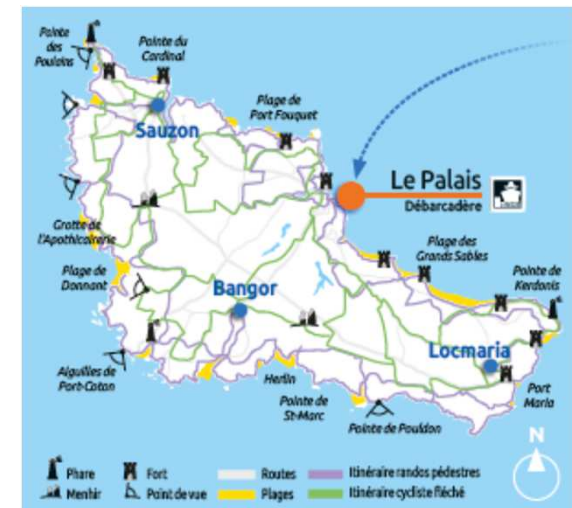 Pointe
des
Poulains
Pointe du
Cardinal
Sauzon
Plage de
Port Fouquet
Le Palais
Débarcadère
Grotte de
l'Apothicairerie
Plage des
Grands Sables
Plage de
Donnant
Pointe de
Kerdonis
Bangor
Locmaria
Aiguilles de
Port-Coton
Herlin
Port
Maria
Pointe de
St-Marc
Pointe de Pouldon
N
Phare
Fort
Routes
Itinéraire randos pédestres
Menhir
Point de vue
Plages
Itinéraire cycliste fléché